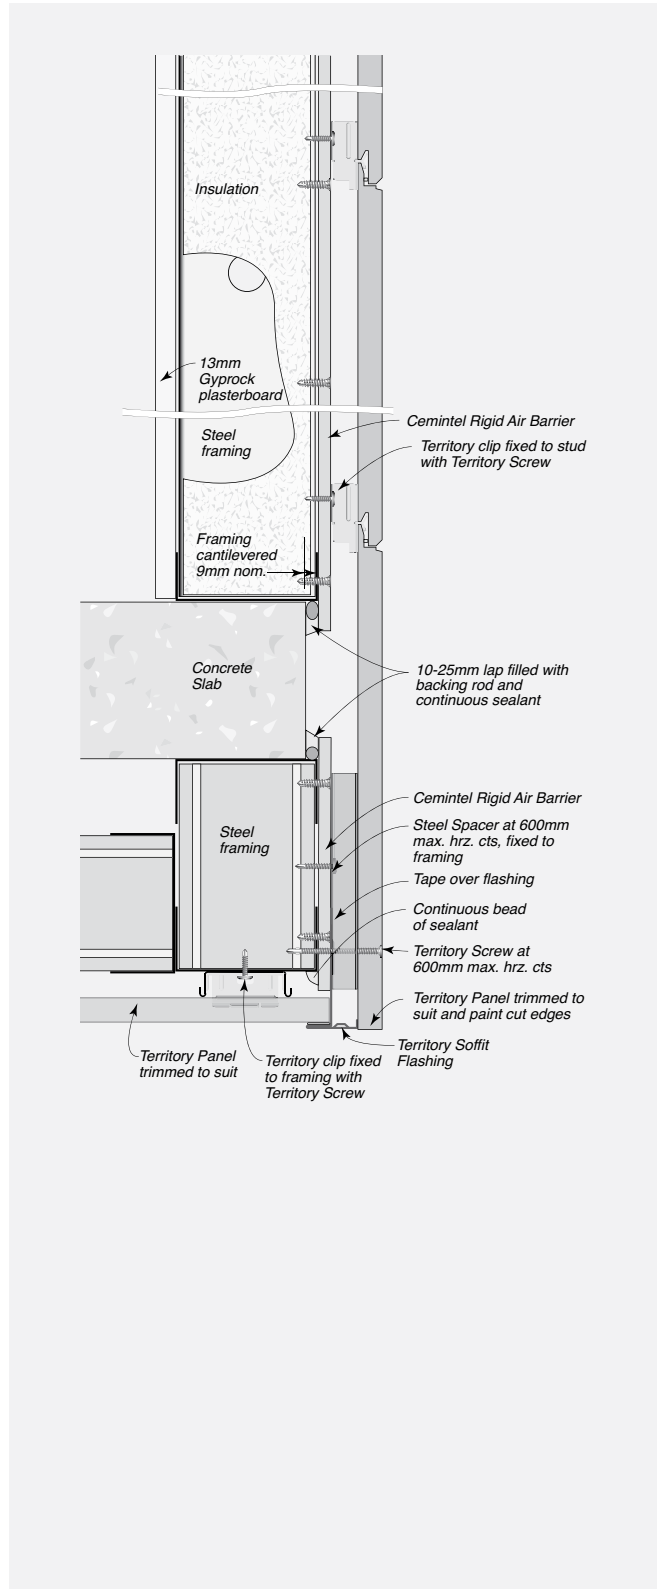 Insulation
13mm
Gyprock
plasterboard
Steel
framing
Cemintel Rigid Air Barrier
Territory clip fixed to stud
with Territory Screw
Framing
cantilevered
9mm nom.
Concrete
Slab
10-25mm lap filled with
backing rod and
continuous sealant
Steel
framing
Cemintel Rigid Air Barrier
Steel Spacer at 600mm
max. hrz. cts, fixed to
framing
Tape over flashing
Continuous bead
of sealant
Territory Screw at
600mm max. hrz. cts
Territory Panel trimmed to
suit and paint cut edges
Territory Soffit
Flashing
Territory Panel
trimmed to suit
Territory clip fixed
to framing with
Territory Screw